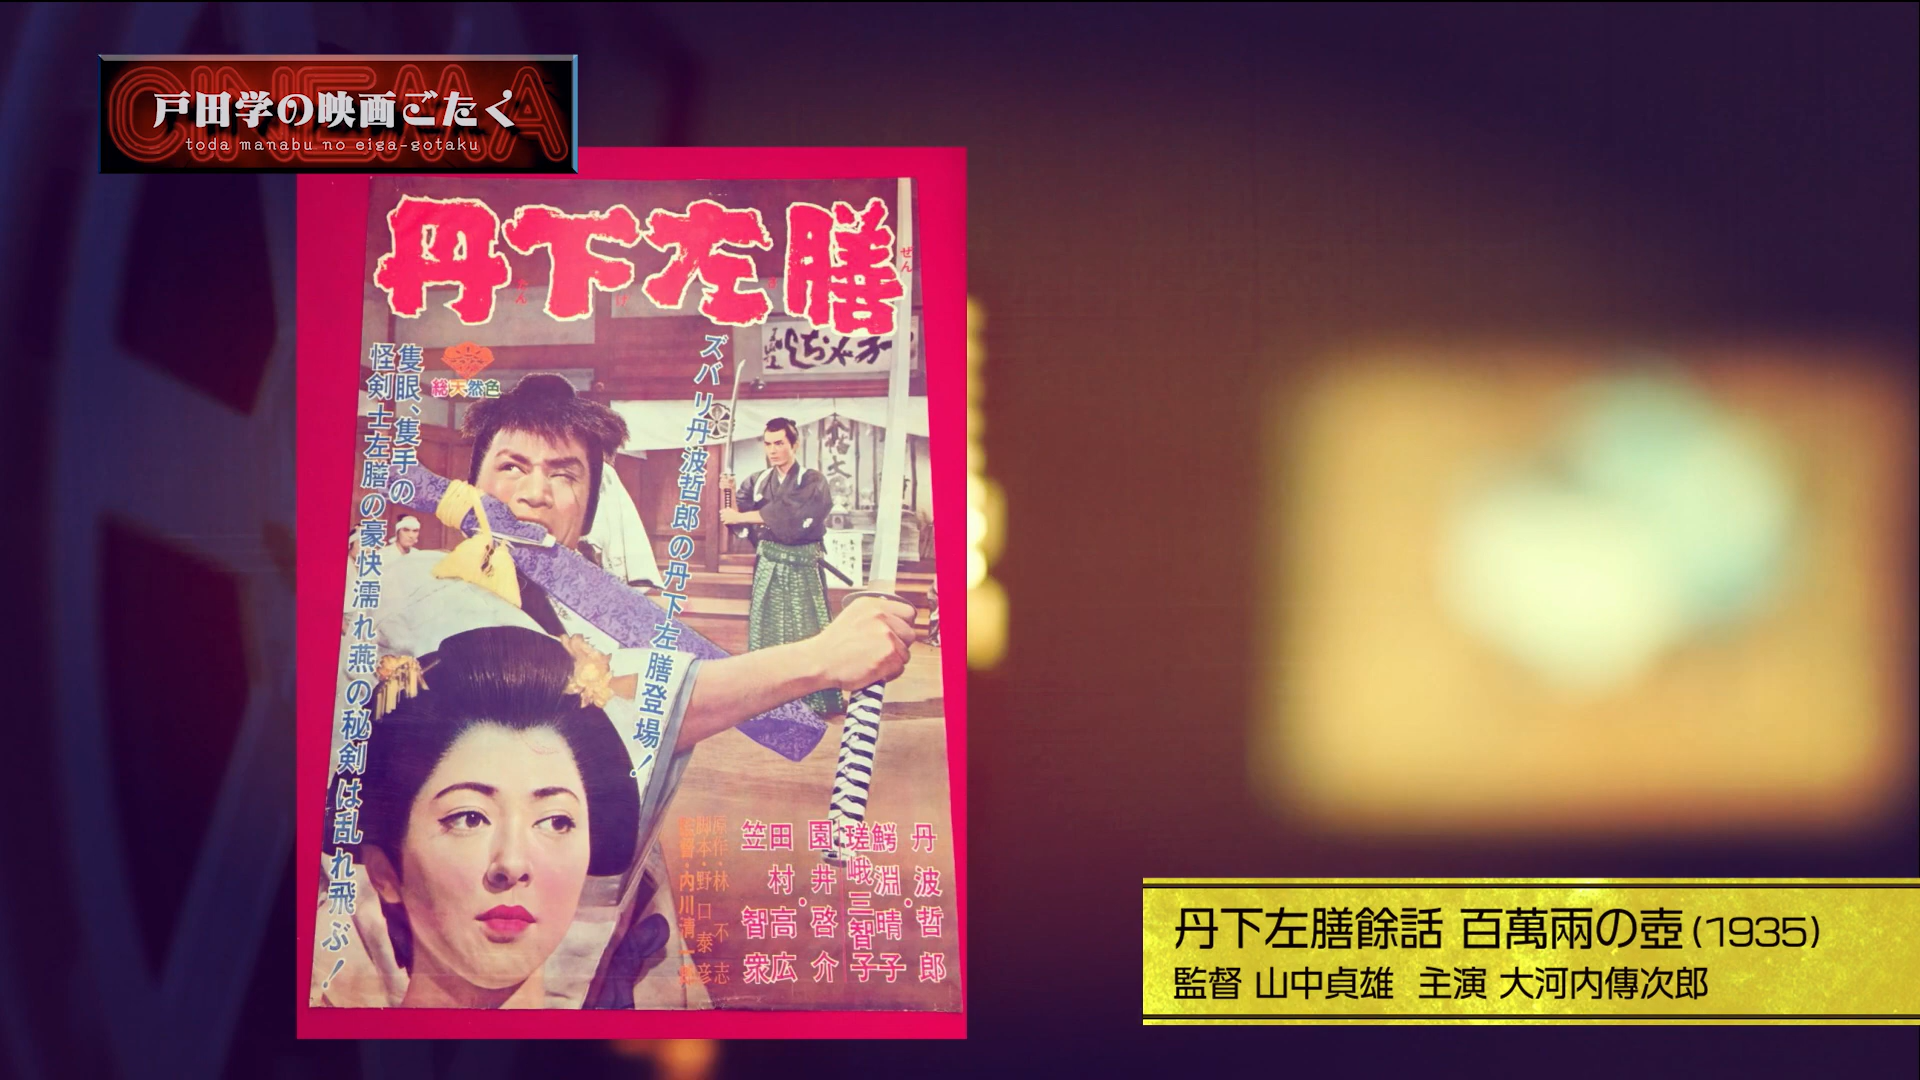 戸田学の映画ごたく
toda manabu no eiga-gotaku
CINEMA
丹下左膳
ぜん
総天然色
隻眼、隻手の
怪剣士左膳の豪快濡れ燕の秘剣は乱れ飛ぶ!
ズバリ丹波哲郎の丹下左膳登場!
丹波哲郎
鰐淵晴子
瑳峨三智子
園井啓介
田村高広
笠智衆
原作・林不志
脚本・野口泰彦
監督・内川清一郎
丹下左膳餘話 百萬兩の壺(1935)
監督 山中貞雄 主演 大河内傳次郎